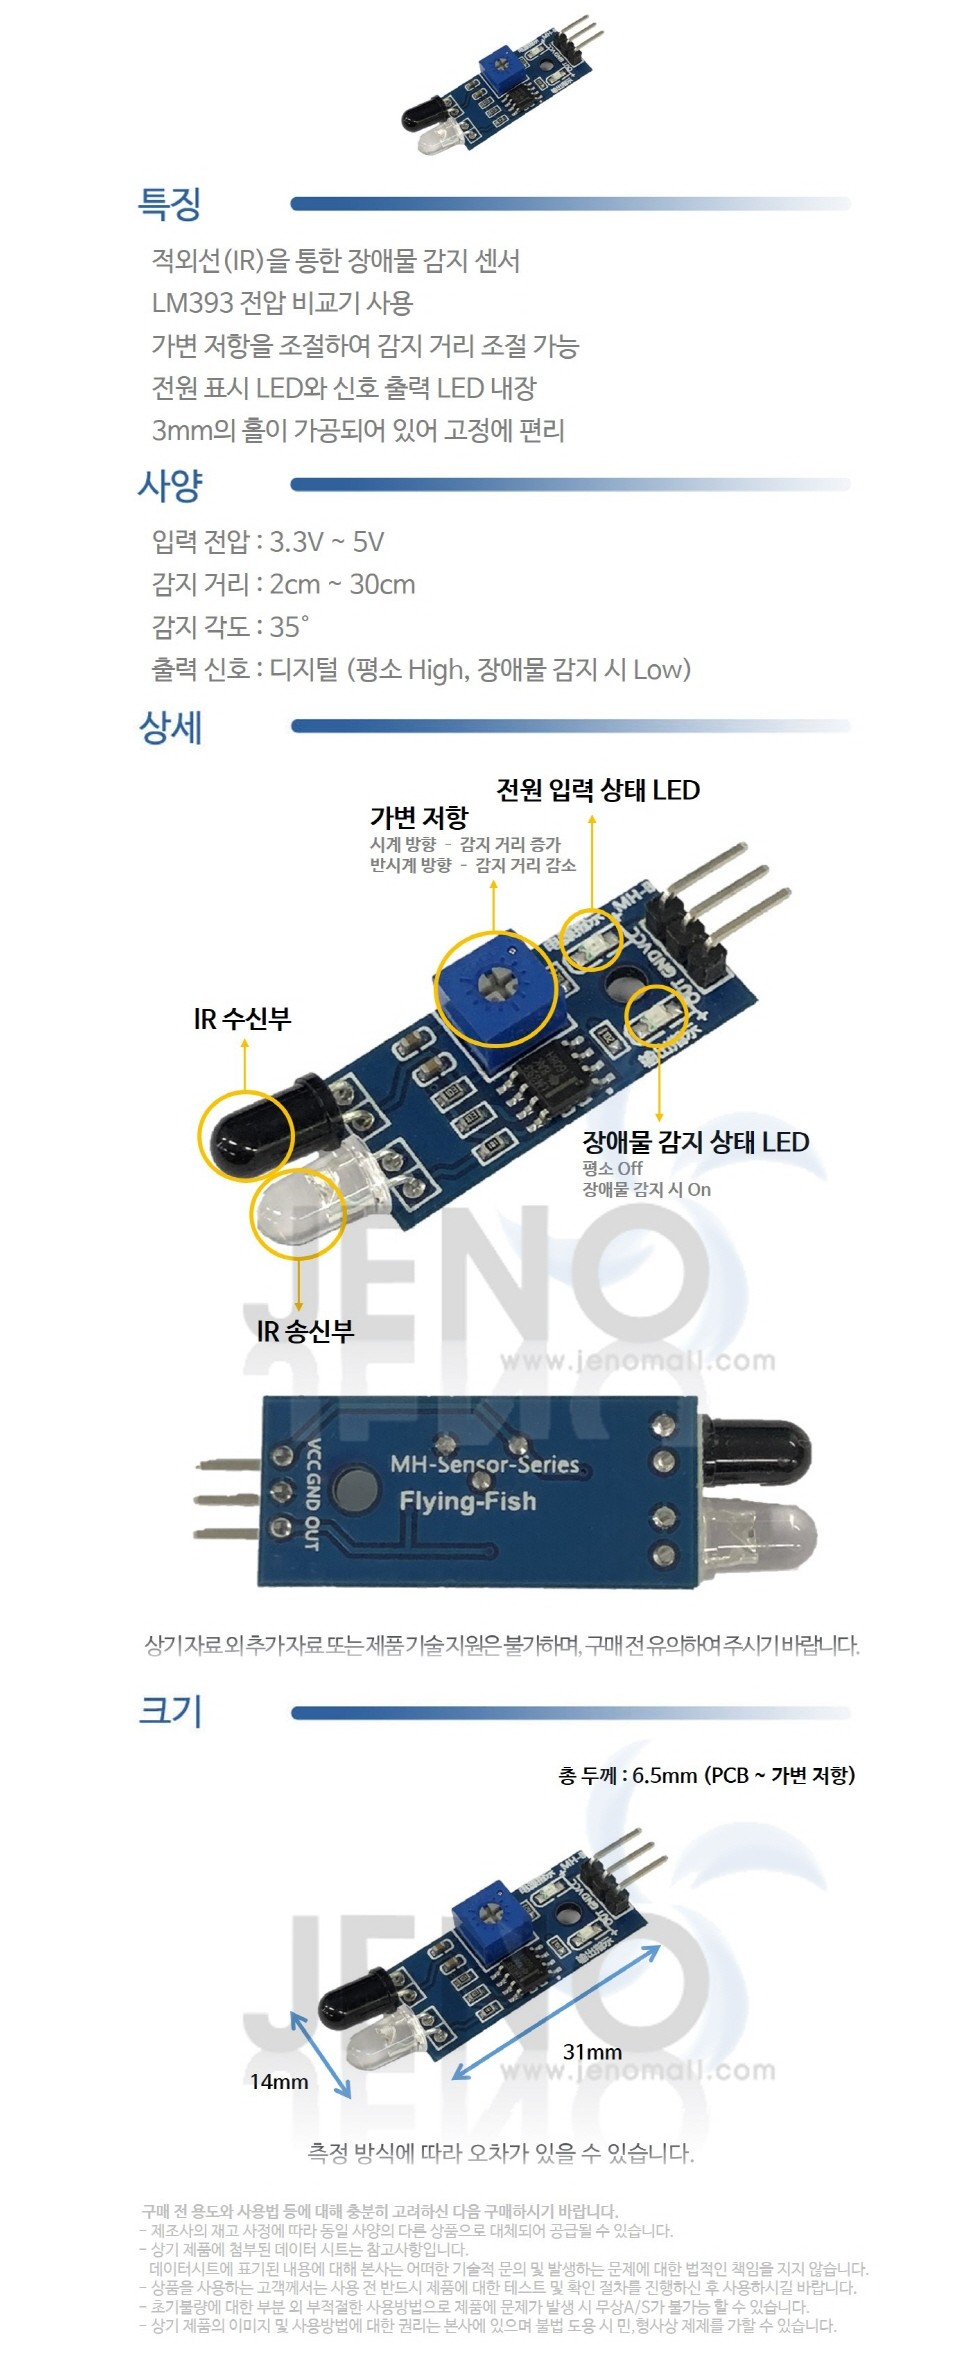 특징
적외선(IR)을 통한 장애물 감지 센서
LM393 전압 비교기 사용
가변 저항을 조절하여 감지 거리 조절 가능
전원 표시 LED와 신호 출력 LED 내장
3mm의 홀이 가공되어 있어 고정에 편리
사양
입력 전압 : 3.3V ~ 5V
감지 거리 : 2cm ~ 30cm
감지 각도 : 35°
출력 신호 : 디지털 (평소 High, 장애물 감지 시 Low)
상세
전원 입력 상태 LED
가변 저항
시계 방향 - 감지 거리 증가
반시계 방향 - 감지 거리 감소
MH-B
VCC
GND
OUT
IR 수신부
장애물 감지 상태 LED
평소 Off
장애물 감지 시 On
IR 송신부
JENO
www.jenomall.com
VCC GND OUT
MH-Sensor-Series
Flying-Fish
상기 자료 외 추가 자료 또는 제품 기술 지원은 불가하며, 구매 전 유의하여 주시기 바랍니다.
크기
총 두께 : 6.5mm (PCB ~ 가변 저항)
GND VCC
OUT
JENO
31mm
www.jenomall.com
14mm
측정 방식에 따라 오차가 있을 수 있습니다.
구매 전 용도와 사용법 등에 대해 충분히 고려하신 다음 구매하시기 바랍니다.
- 제조사의 재고 사정에 따라 동일 사양의 다른 상품으로 대체되어 공급될 수 있습니다.
- 상기 제품에 첨부된 데이터 시트는 참고사항입니다.
데이터시트에 표기된 내용에 대해 본사는 어떠한 기술적 문의 및 발생하는 문제에 대한 법적인 책임을 지지 않습니다.
- 상품을 사용하는 고객께서는 사용 전 반드시 제품에 대한 테스트 및 확인 절차를 진행하신 후 사용하시길 바랍니다.
- 초기불량에 대한 부분 외 부적절한 사용방법으로 제품에 문제가 발생 시 무상A/S가 불가능 할 수 있습니다.
- 상기 제품의 이미지 및 사용방법에 대한 권리는 본사에 있으며 불법 도용 시 민,형사상 제제를 가할 수 있습니다.